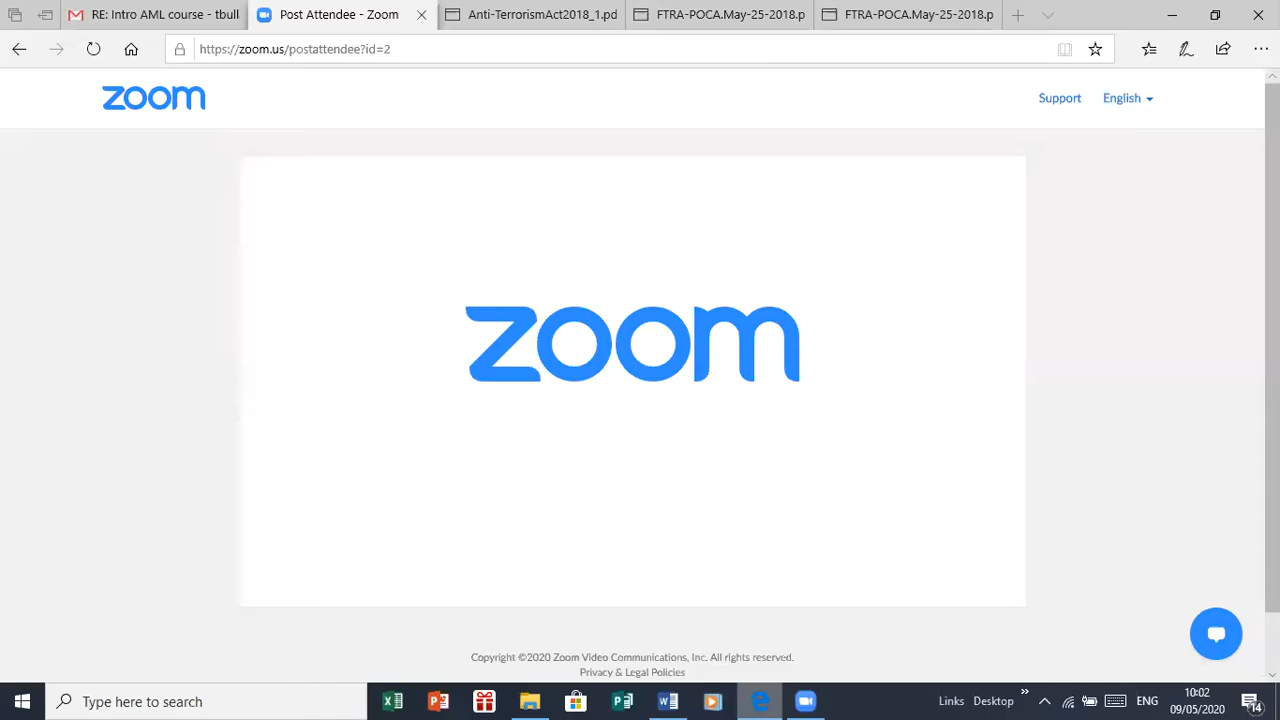 RE: Intro AML course - tbull
Post Attendee - Zoom
Anti-TerrorismAct2018_1.pd
FTRA-POCA.May-25-2018.p
FTRA-POCA.May-25-2018.p
https://zoom.us/postattendee?id=2
zoom
Support
English
zoom
Copyright ©2020 Zoom Video Communications, Inc. All rights reserved.
Privacy & Legal Policies
Type here to search
Links
Desktop
ENG
10:02
09/05/2020
14